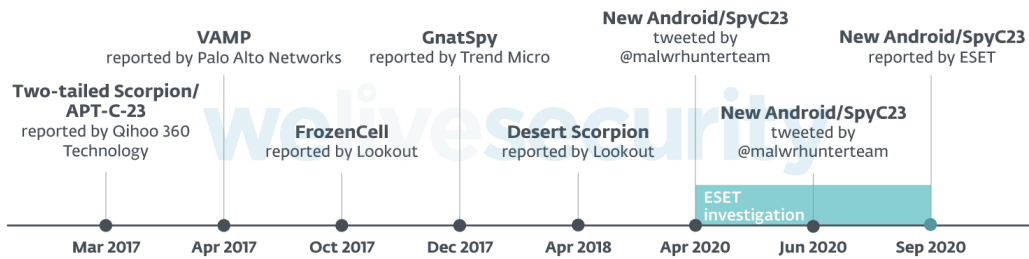 Two-tailed Scorpion/
APT-C-23
reported by Qihoo 360
Technology
VAMP
reported by Palo Alto Networks
FrozenCell
reported by Lookout
GnatSpy
reported by Trend Micro
Desert Scorpion
reported by Lookout
New Android/SpyC23
tweeted by
@malwrhunterteam
New Android/SpyC23
tweeted by
@malwrhunterteam
New Android/SpyC23
reported by ESET
welivesecurity
ESET
investigation
Mar 2017
Apr 2017
Oct 2017
Dec 2017
Apr 2018
Apr 2020
Jun 2020
Sep 2020